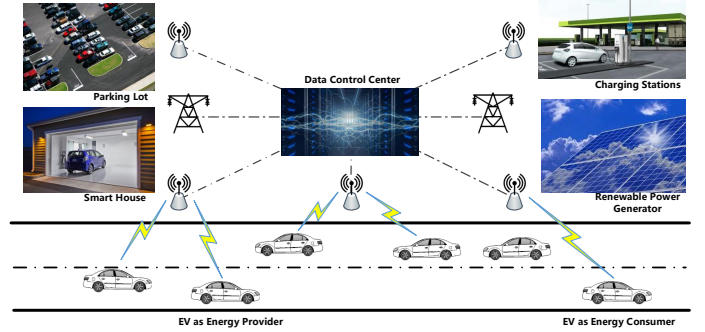 Data Control Center
Parking Lot
Charging Stations
Smart House
Renewable Power
Generator
EV as Energy Provider
EV as Energy Consumer